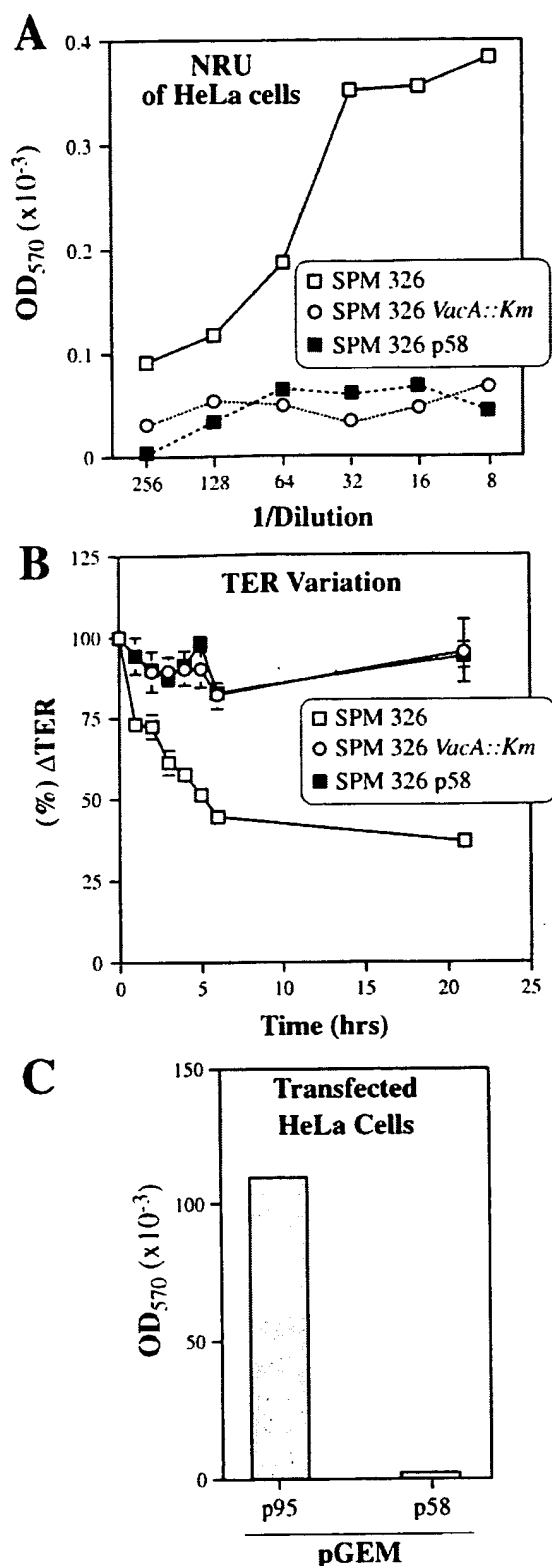 A
NRU
of HeLa cells
OD570 (x10-3)
0.4
0.3
0.2
0.1
0
SPM 326
SPM 326 VacA::Km
SPM 326 p58
256 128 64 32 16 8
1/Dilution
B
TER Variation
(%) ΔTER
125
100
75
50
25
0
SPM 326
SPM 326 VacA::Km
SPM 326 p58
0 5 10 15 20 25
Time (hrs)
C
Transfected
HeLa Cells
OD570 (x10-3)
150
100
50
0
p95 p58
pGEM